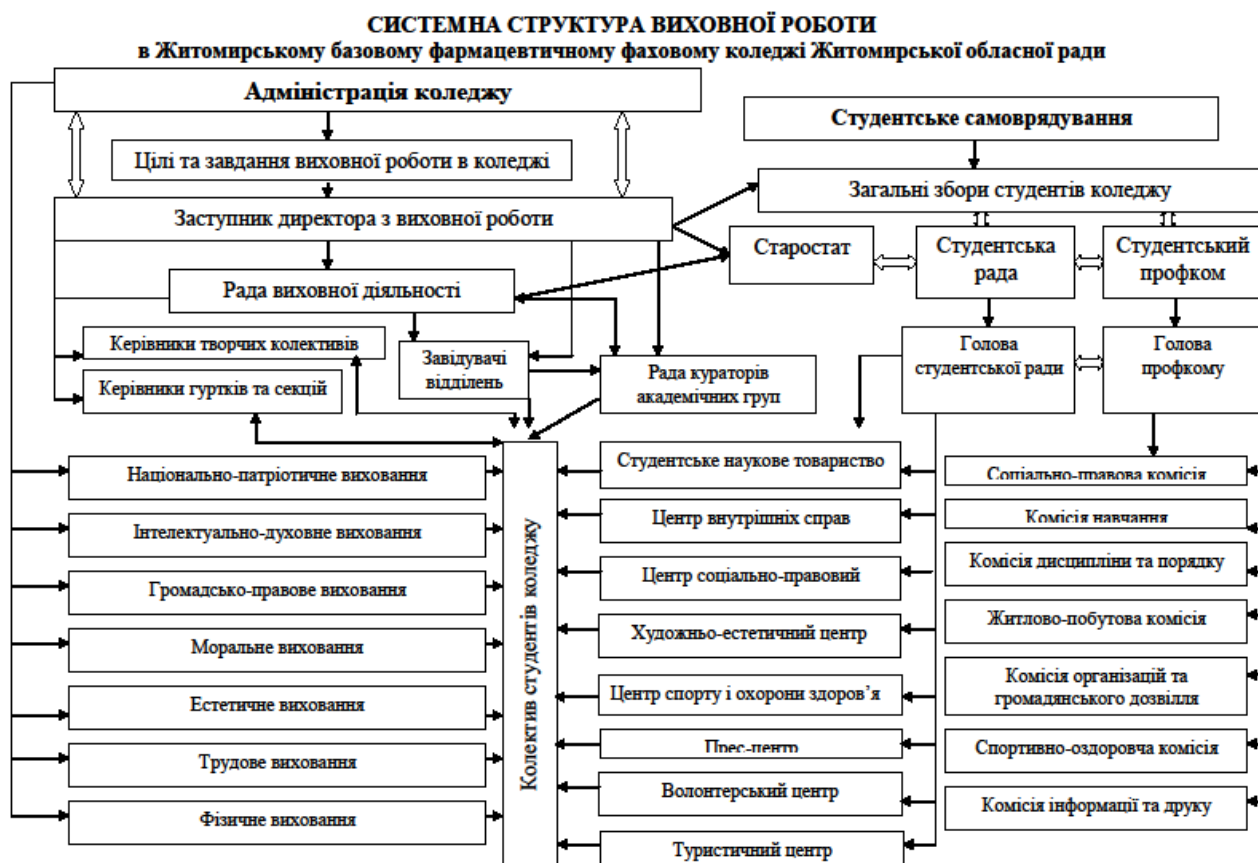 СИСТЕМНА СТРУКТУРА ВИХОВНОЇ РОБОТИ
в Житомирському базовому фармацевтичному фаховому коледжі Житомирської обласної ради
Адміністрація коледжу
Студентське самоврядування
Цілі та завдання виховної роботи в коледжі
Загальні збори студентів коледжу
Заступник директора з виховної роботи
Старостат
Студентська
рада
Студентський
профком
Рада виховної діяльності
Керівники творчих колективів
Завідувачі
відділень
Рада кураторів
академічних груп
Голова
студентської ради
Голова
профкому
Керівники гуртків та секцій
Колектив студентів коледжу
Національно-патріотичне виховання
Інтелектуально-духовне виховання
Громадсько-правове виховання
Моральне виховання
Естетичне виховання
Трудове виховання
Фізичне виховання
Студентське наукове товариство
Центр внутрішніх справ
Центр соціально-правовий
Художньо-естетичний центр
Центр спорту і охорони здоров’я
Прес-центр
Волонтерський центр
Туристичний центр
Соціально-правова комісія
Комісія навчання
Комісія дисципліни та порядку
Житлово-побутова комісія
Комісія організацій та
громадянського дозвілля
Спортивно-оздоровча комісія
Комісія інформації та друку